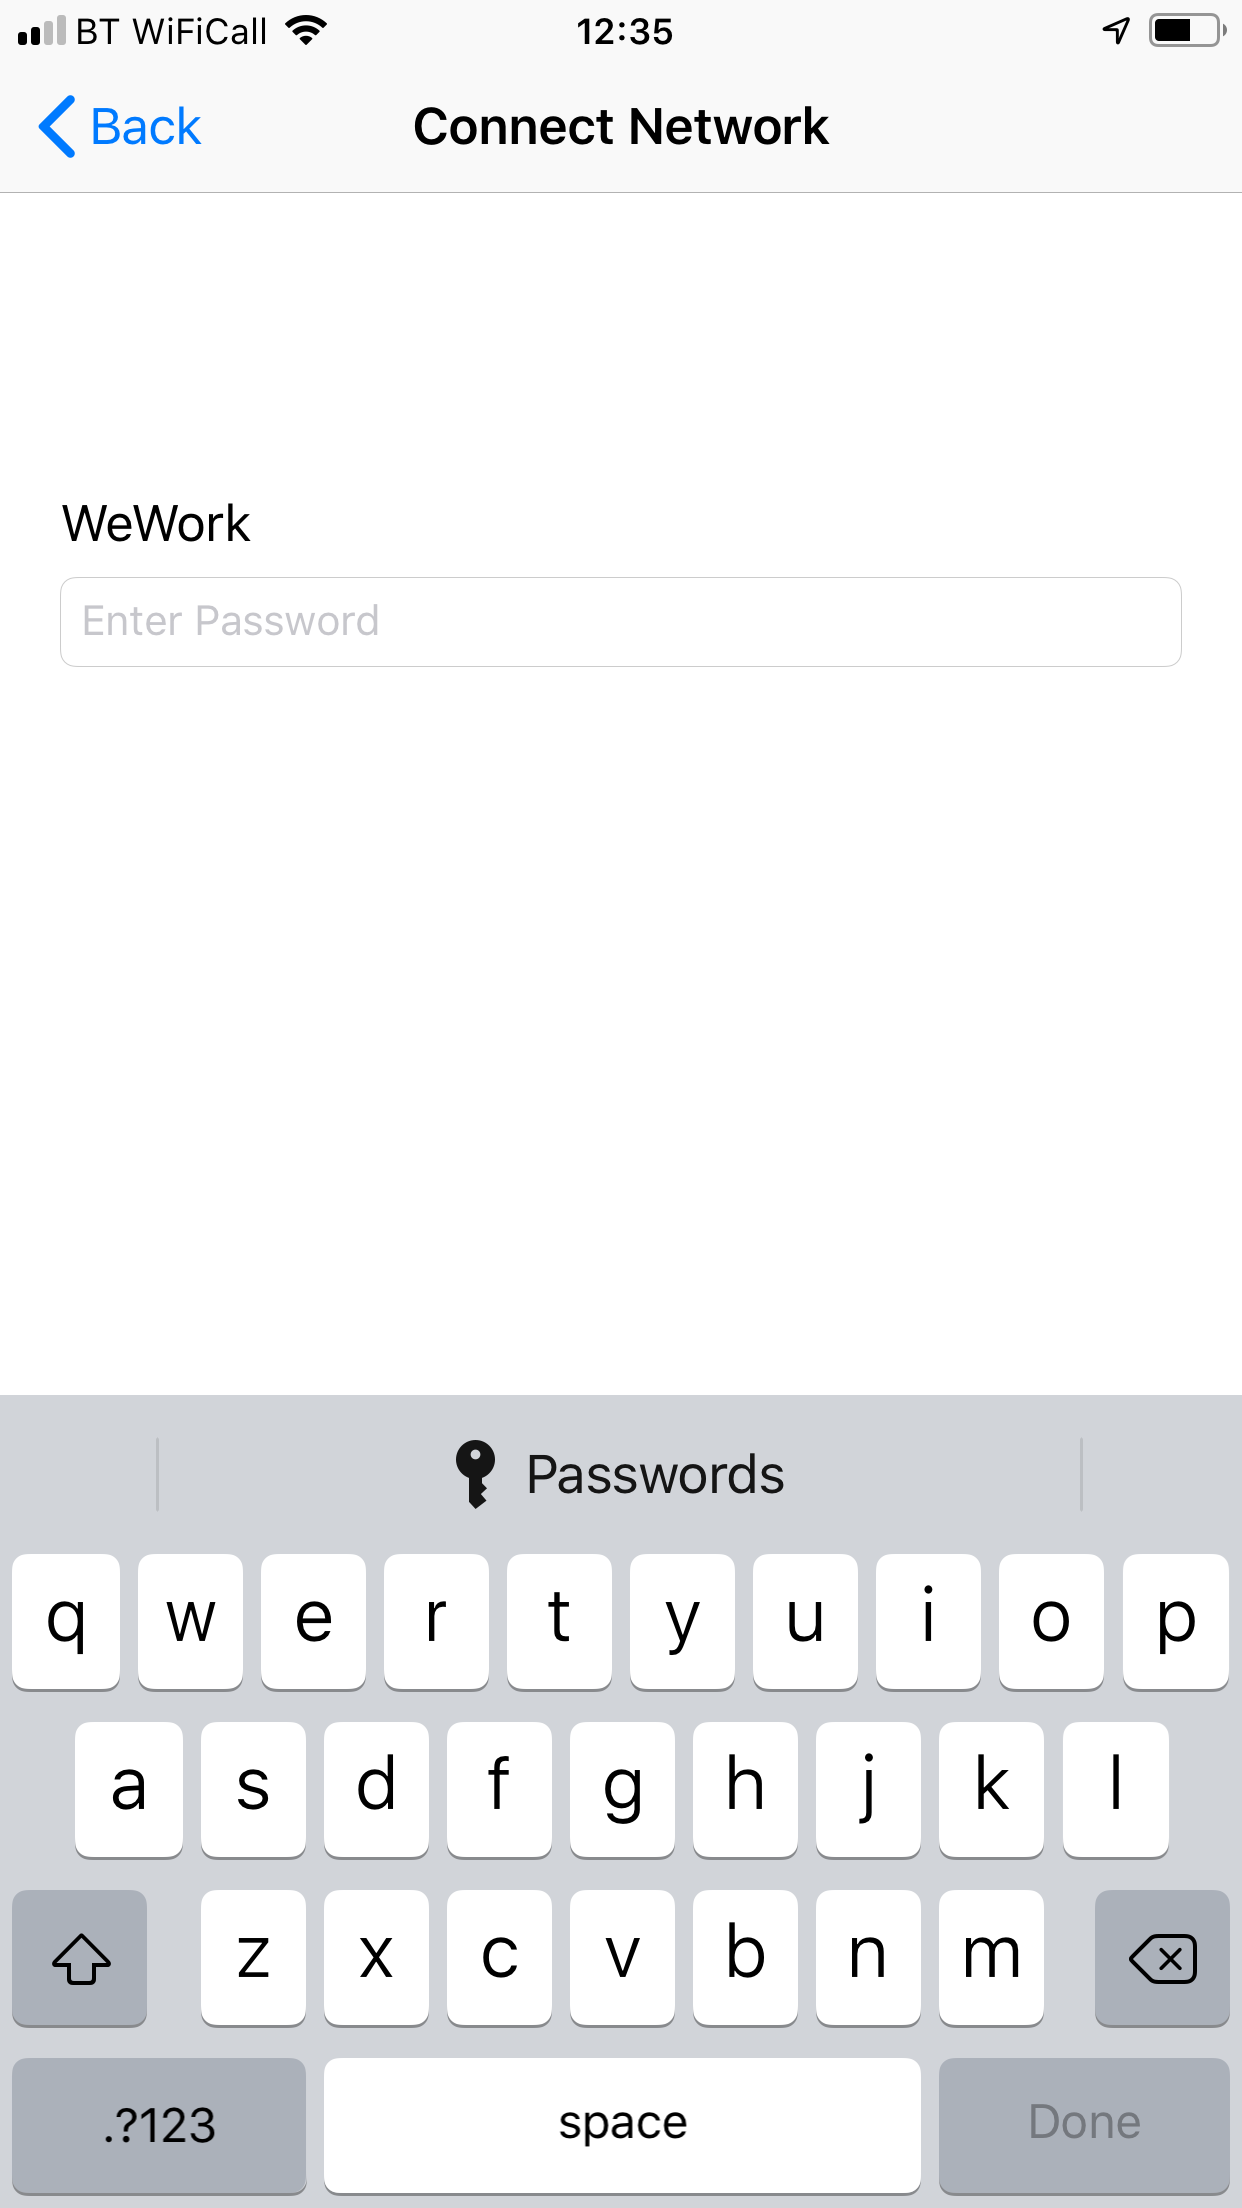 BT WiFiCall 12:35
Back Connect Network
WeWork
Enter Password
Passwords
q w e r t y u i o p
a s d f g h j k l
z x c v b n m
.?123 space Done